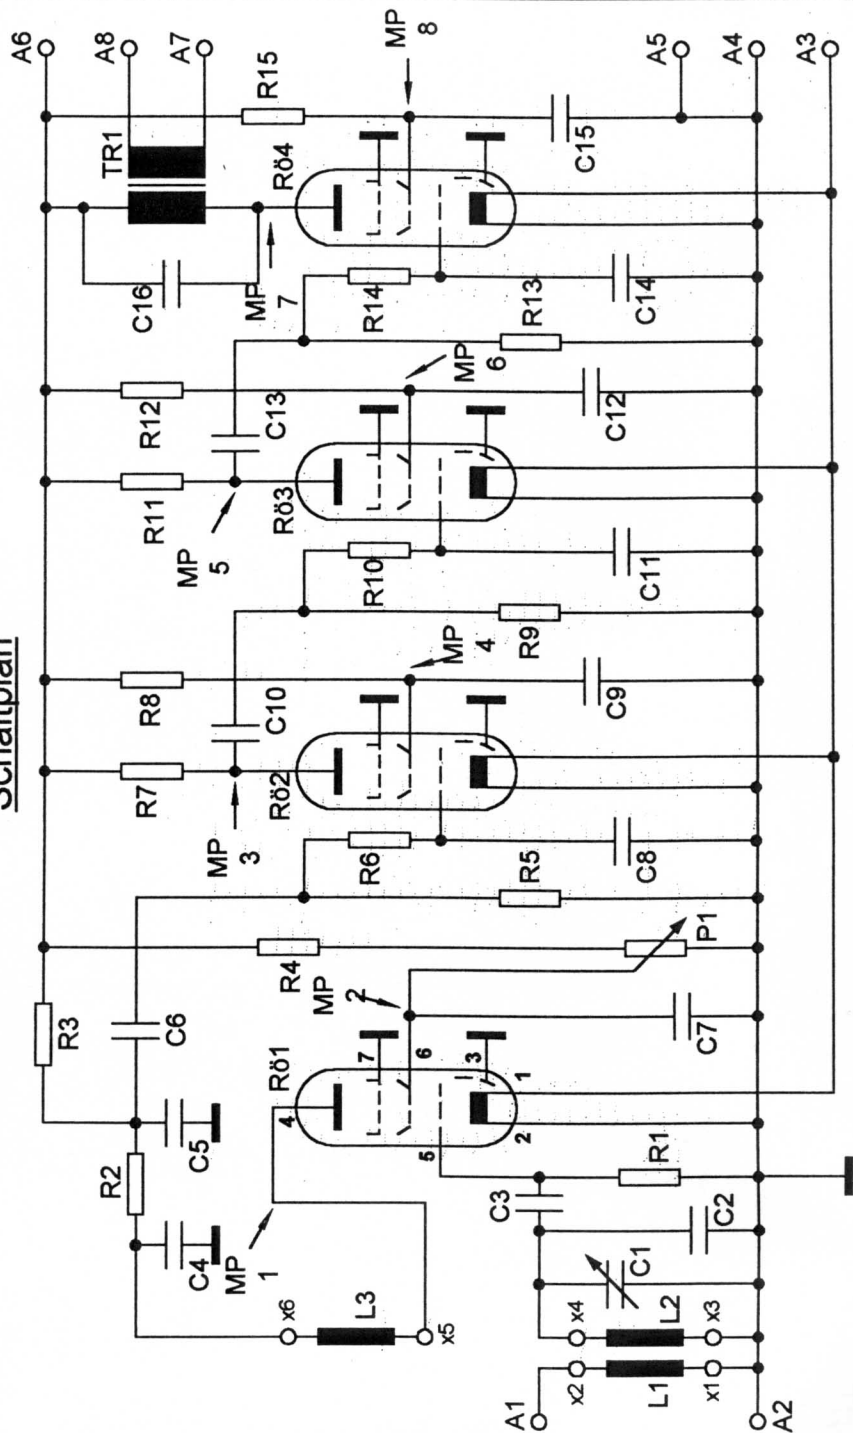 Schaltplan
A6
A8
A7
A5
A4
A3
TR1
R15
MP
8
Rö4
C15
C16
MP
7
R14
C14
R13
R12
C13
MP
6
C12
R11
MP
5
Rö3
R10
C11
R9
R8
C10
MP
4
C9
R7
MP
3
Rö2
R6
C8
R5
R4
P1
R3
C6
MP
2
C7
Rö1
4
7
6
3
5
1
2
R2
C5
C4
MP
1
R1
C3
C2
C1
x6
L3
x5
x4
L2
x3
x2
L1
x1
A1
A2